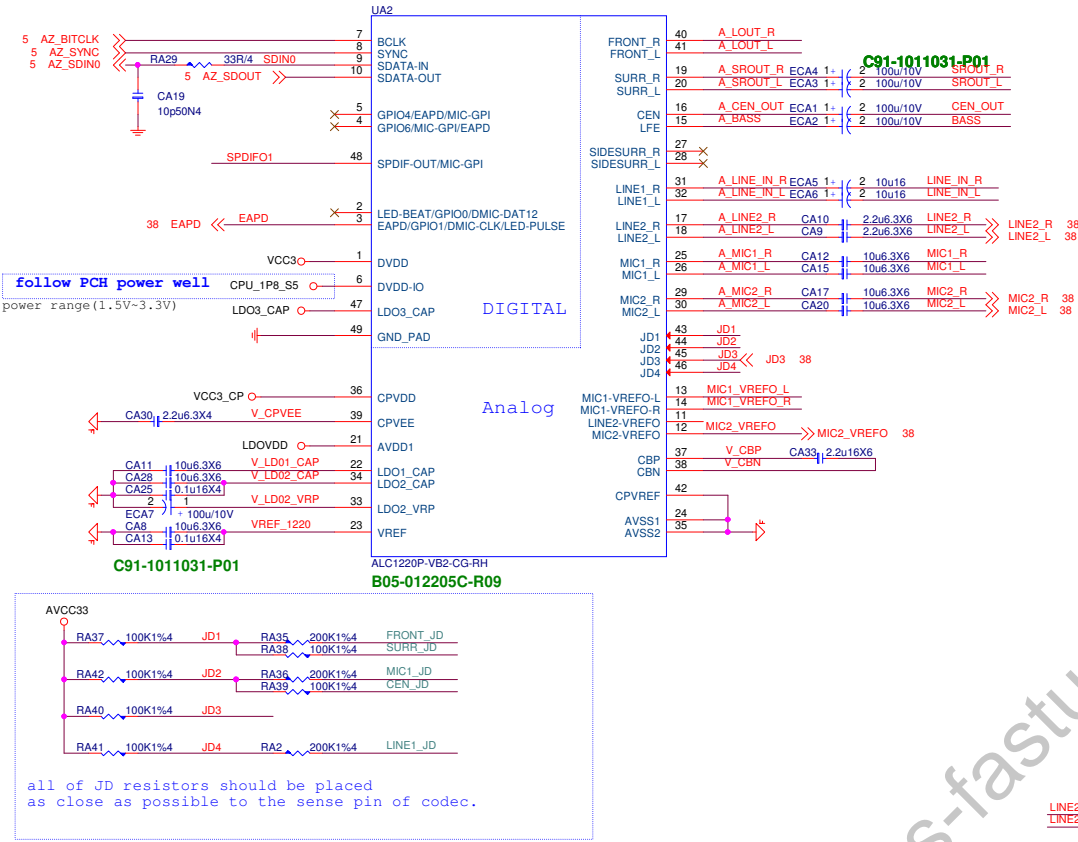 UA2
5 AZ_BITCLK 7 BCLK
5 AZ_SYNC 8 SYNC
5 AZ_SDIN0 RA29 33R/4 SDIN0 9 SDATA-IN
5 AZ_SDOUT 10 SDATA-OUT
CA19
10p50N4
5 GPIO4/EAPD/MIC-GPI
4 GPIO6/MIC-GPI/EAPD
SPDIFO1 48 SPDIF-OUT/MIC-GPI
2 LED-BEAT/GPIO0/DMIC-DAT12
38 EAPD EAPD 3 EAPD/GPIO1/DMIC-CLK/LED-PULSE
VCC3 1 DVDD
follow PCH power well
CPU_1P8_S5 6 DVDD-IO
power range(1.5V~3.3V)
LDO3_CAP 47 LDO3_CAP
49 GND_PAD
DIGITAL
VCC3_CP 36 CPVDD
CA30 2.2u6.3X4 V_CPVEE 39 CPVEE
LDOVDD 21 AVDD1
CA11 10u6.3X6 V_LD01_CAP 22 LDO1_CAP
CA28 10u6.3X6 V_LD02_CAP 34 LDO2_CAP
CA25 0.1u16X4
2 1 V_LD02_VRP 33 LDO2_VRP
ECA7 + 100u/10V
CA8 10u6.3X6 VREF_1220 23 VREF
CA13 0.1u16X4
C91-1011031-P01
Analog
FRONT_R 40 A_LOUT_R
FRONT_L 41 A_LOUT_L
C91-1011031-P01
SURR_R 19 A_SROUT_R ECA4 1+ 2 100u/10V SROUT_R
SURR_L 20 A_SROUT_L ECA3 1+ 2 100u/10V SROUT_L
CEN 16 A_CEN_OUT ECA1 1+ 2 100u/10V CEN_OUT
LFE 15 A_BASS ECA2 1+ 2 100u/10V BASS
SIDESURR_R 27
SIDESURR_L 28
LINE1_R 31 A_LINE_IN_R ECA5 1+ 2 10u16 LINE_IN_R
LINE1_L 32 A_LINE_IN_L ECA6 1+ 2 10u16 LINE_IN_L
LINE2_R 17 A_LINE2_R CA10 2.2u6.3X6 LINE2_R LINE2_R 38
LINE2_L 18 A_LINE2_L CA9 2.2u6.3X6 LINE2_L LINE2_L 38
MIC1_R 25 A_MIC1_R CA12 10u6.3X6 MIC1_R
MIC1_L 26 A_MIC1_L CA15 10u6.3X6 MIC1_L
MIC2_R 29 A_MIC2_R CA17 10u6.3X6 MIC2_R MIC2_R 38
MIC2_L 30 A_MIC2_L CA20 10u6.3X6 MIC2_L MIC2_L 38
JD1 43 JD1
JD2 44 JD2
JD3 45 JD3 JD3 38
JD4 46 JD4
MIC1-VREFO-L 13 MIC1_VREFO_L
MIC1-VREFO-R 14 MIC1_VREFO_R
LINE2-VREFO 11
MIC2-VREFO 12 MIC2_VREFO MIC2_VREFO 38
CBP 37 V_CBP CA33 2.2u16X6
CBN 38 V_CBN
CPVREF 42
AVSS1 24
AVSS2 35
ALC1220P-VB2-CG-RH
B05-012205C-R09
AVCC33
RA37 100K1%4 JD1 RA35 200K1%4 FRONT_JD
RA38 100K1%4 SURR_JD
RA42 100K1%4 JD2 RA36 200K1%4 MIC1_JD
RA39 100K1%4 CEN_JD
RA40 100K1%4 JD3
RA41 100K1%4 JD4 RA2 200K1%4 LINE1_JD
all of JD resistors should be placed
as close as possible to the sense pin of codec.
s-fastu
LINE2
LINE2